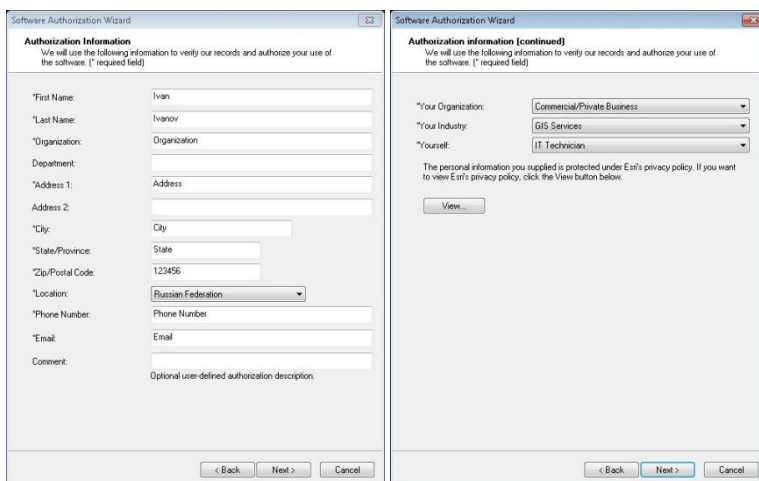 Software Authorization Wizard
Authorization Information
We will use the following information to verify our records and authorize your use of
the software. (* required field)
*First Name: Ivan
*Last Name: Ivanov
*Organization: Organization
Department:
*Address 1: Address
Address 2:
*City: City
*State/Province: State
*Zip/Postal Code: 123456
*Location: Russian Federation
*Phone Number: Phone Number
*Email: Email
Comment:
Optional user-defined authorization description.
< Back Next > Cancel
Software Authorization Wizard
Authorization information (continued)
We will use the following information to verify our records and authorize your use of
the software. (* required field)
*Your Organization: Commercial/Private Business
*Your Industry: GIS Services
*Yourself: IT Technician
The personal information you supplied is protected under Esri's privacy policy. If you want
to view Esri's privacy policy, click the View button below.
View...
< Back Next > Cancel